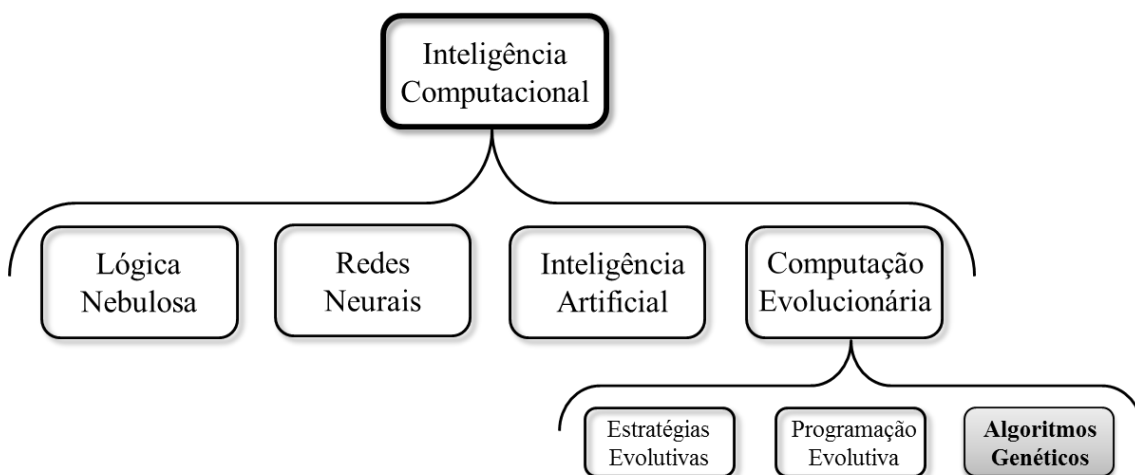 Inteligência
Computacional
Lógica
Nebulosa
Redes
Neurais
Inteligência
Artificial
Computação
Evolucionária
Estratégias
Evolutivas
Programação
Evolutiva
Algoritmos
Genéticos